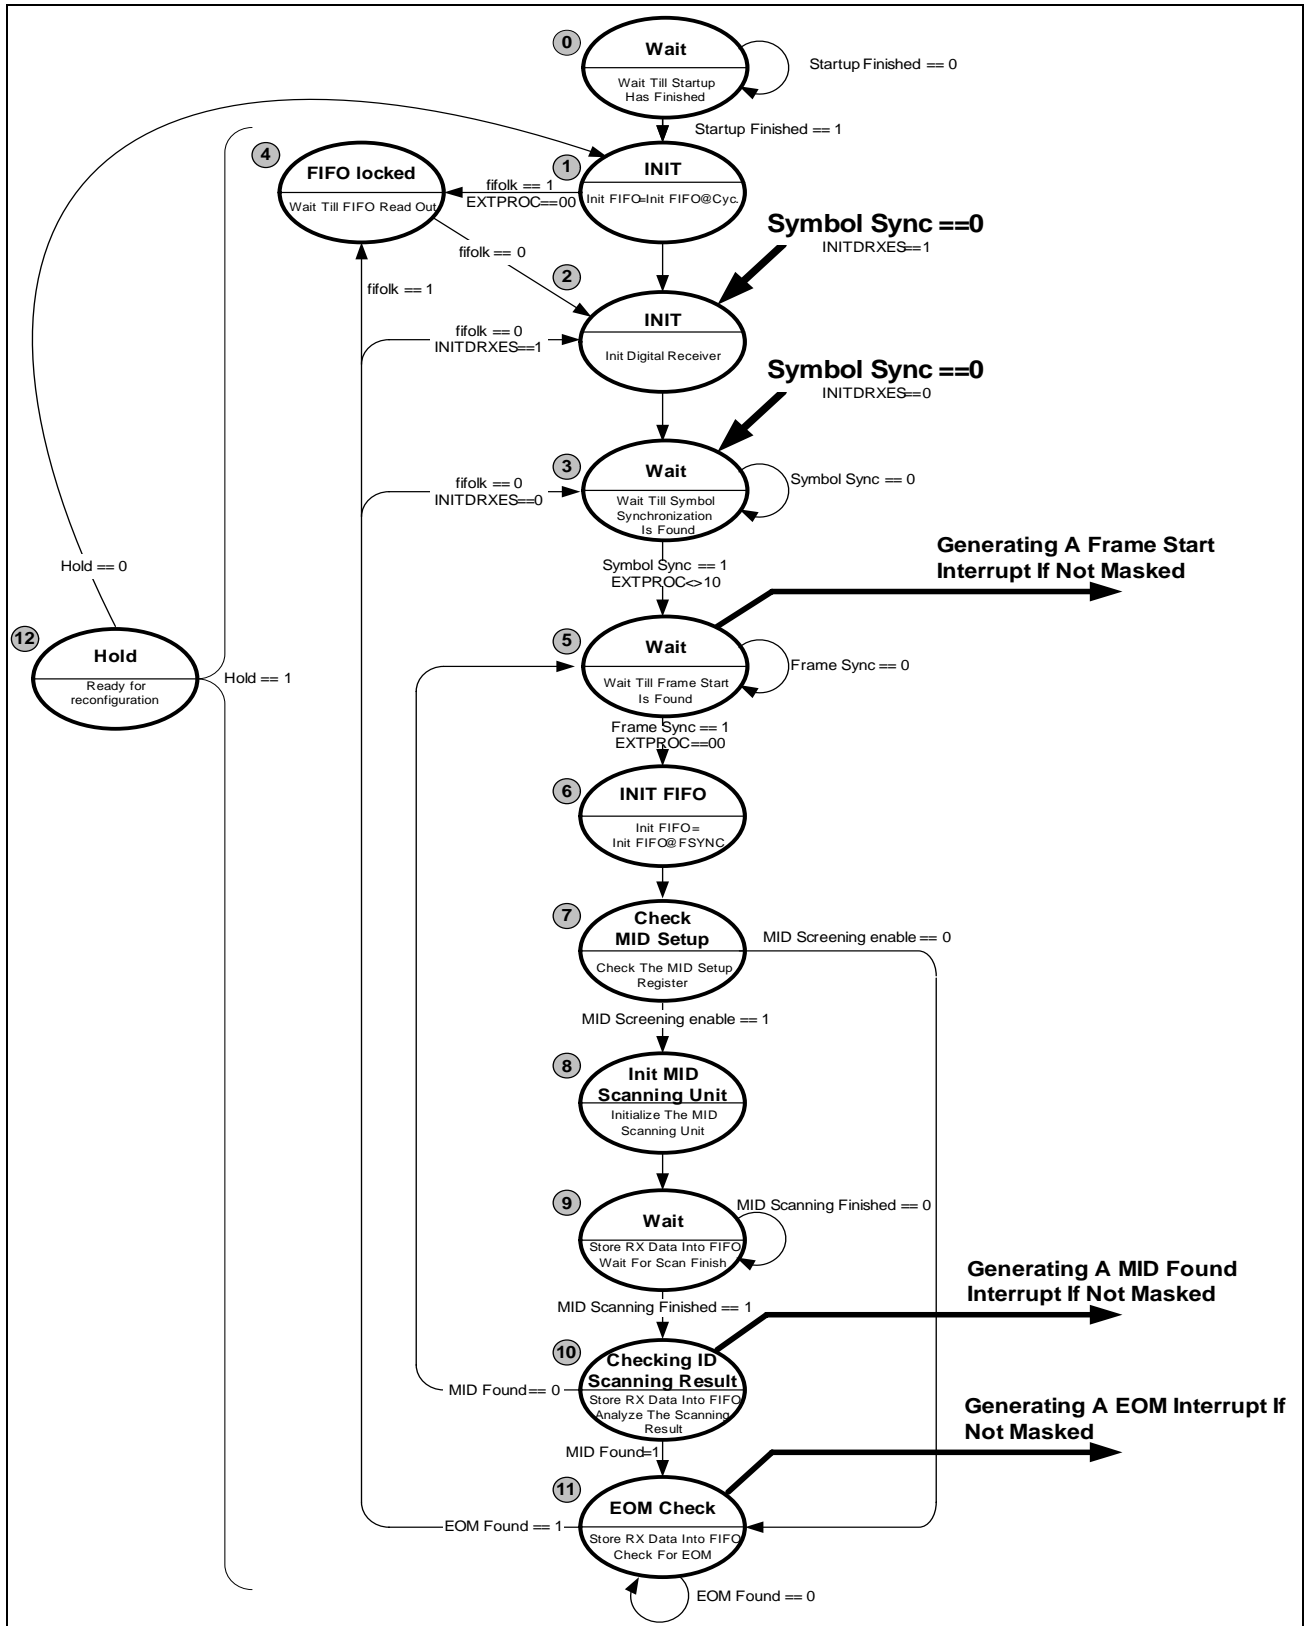 0
Wait
Wait Till Startup
Has Finished
Startup Finished == 0
Startup Finished == 1
4
FIFO locked
Wait Till FIFO Read Out
1
INIT
Init FIFO=Init FIFO@Cyc.
fifolk == 1
EXTPROC==00
fifolk == 0
fifolk == 1
Symbol Sync ==0
INITDRXES==1
2
INIT
Init Digital Receiver
fifolk == 0
INITDRXES==1
Symbol Sync ==0
INITDRXES==0
3
Wait
Wait Till Symbol
Synchronization
Is Found
Symbol Sync == 0
fifolk == 0
INITDRXES==0
Symbol Sync == 1
EXTPROC<>10
Generating A Frame Start
Interrupt If Not Masked
Hold == 0
12
Hold
Ready for
reconfiguration
Hold == 1
5
Wait
Wait Till Frame Start
Is Found
Frame Sync == 0
Frame Sync == 1
EXTPROC==00
6
INIT FIFO
Init FIFO=
Init FIFO@FSYNC
7
Check
MID Setup
Check The MID Setup
Register
MID Screening enable == 0
MID Screening enable == 1
8
Init MID
Scanning Unit
Initialize The MID
Scanning Unit
9
Wait
Store RX Data Into FIFO
Wait For Scan Finish
MID Scanning Finished == 0
MID Scanning Finished == 1
Generating A MID Found
Interrupt If Not Masked
10
Checking ID
Scanning Result
Store RX Data Into FIFO
Analyze The Scanning
Result
MID Found== 0
MID Found=1
Generating A EOM Interrupt If
Not Masked
11
EOM Check
Store RX Data Into FIFO
Check For EOM
EOM Found == 1
EOM Found == 0